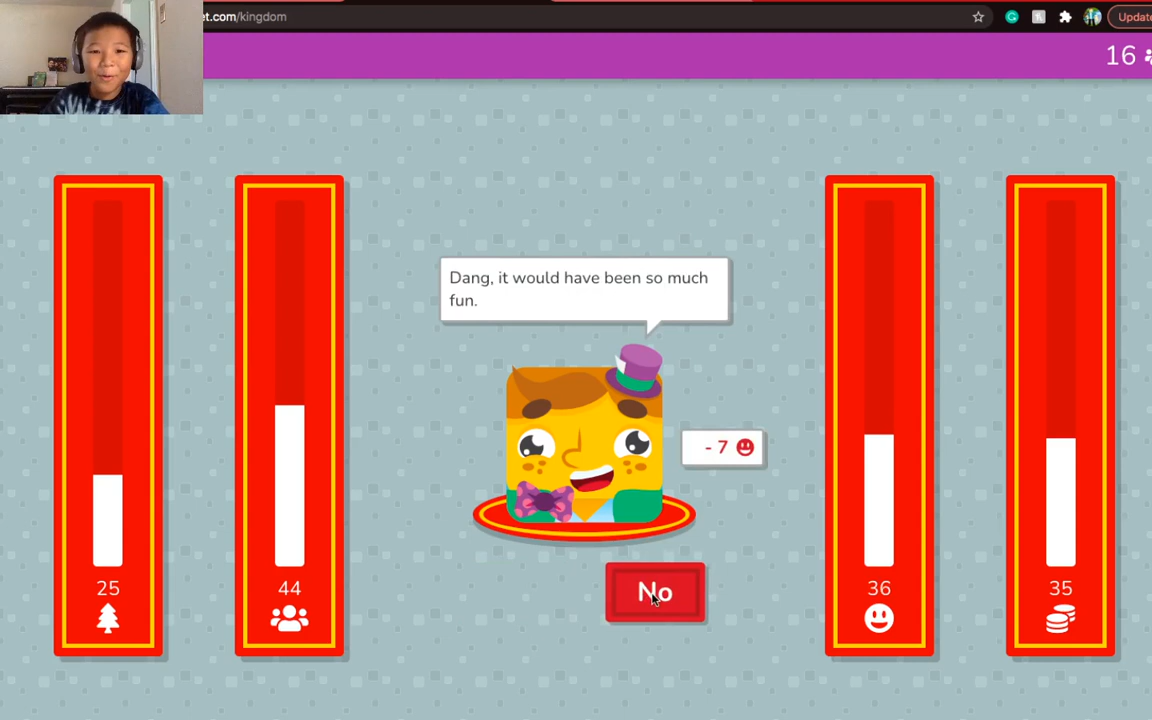 et.com/kingdom
Update
16
Dang, it would have been so much
fun.
- 7
No
25
44
36
35